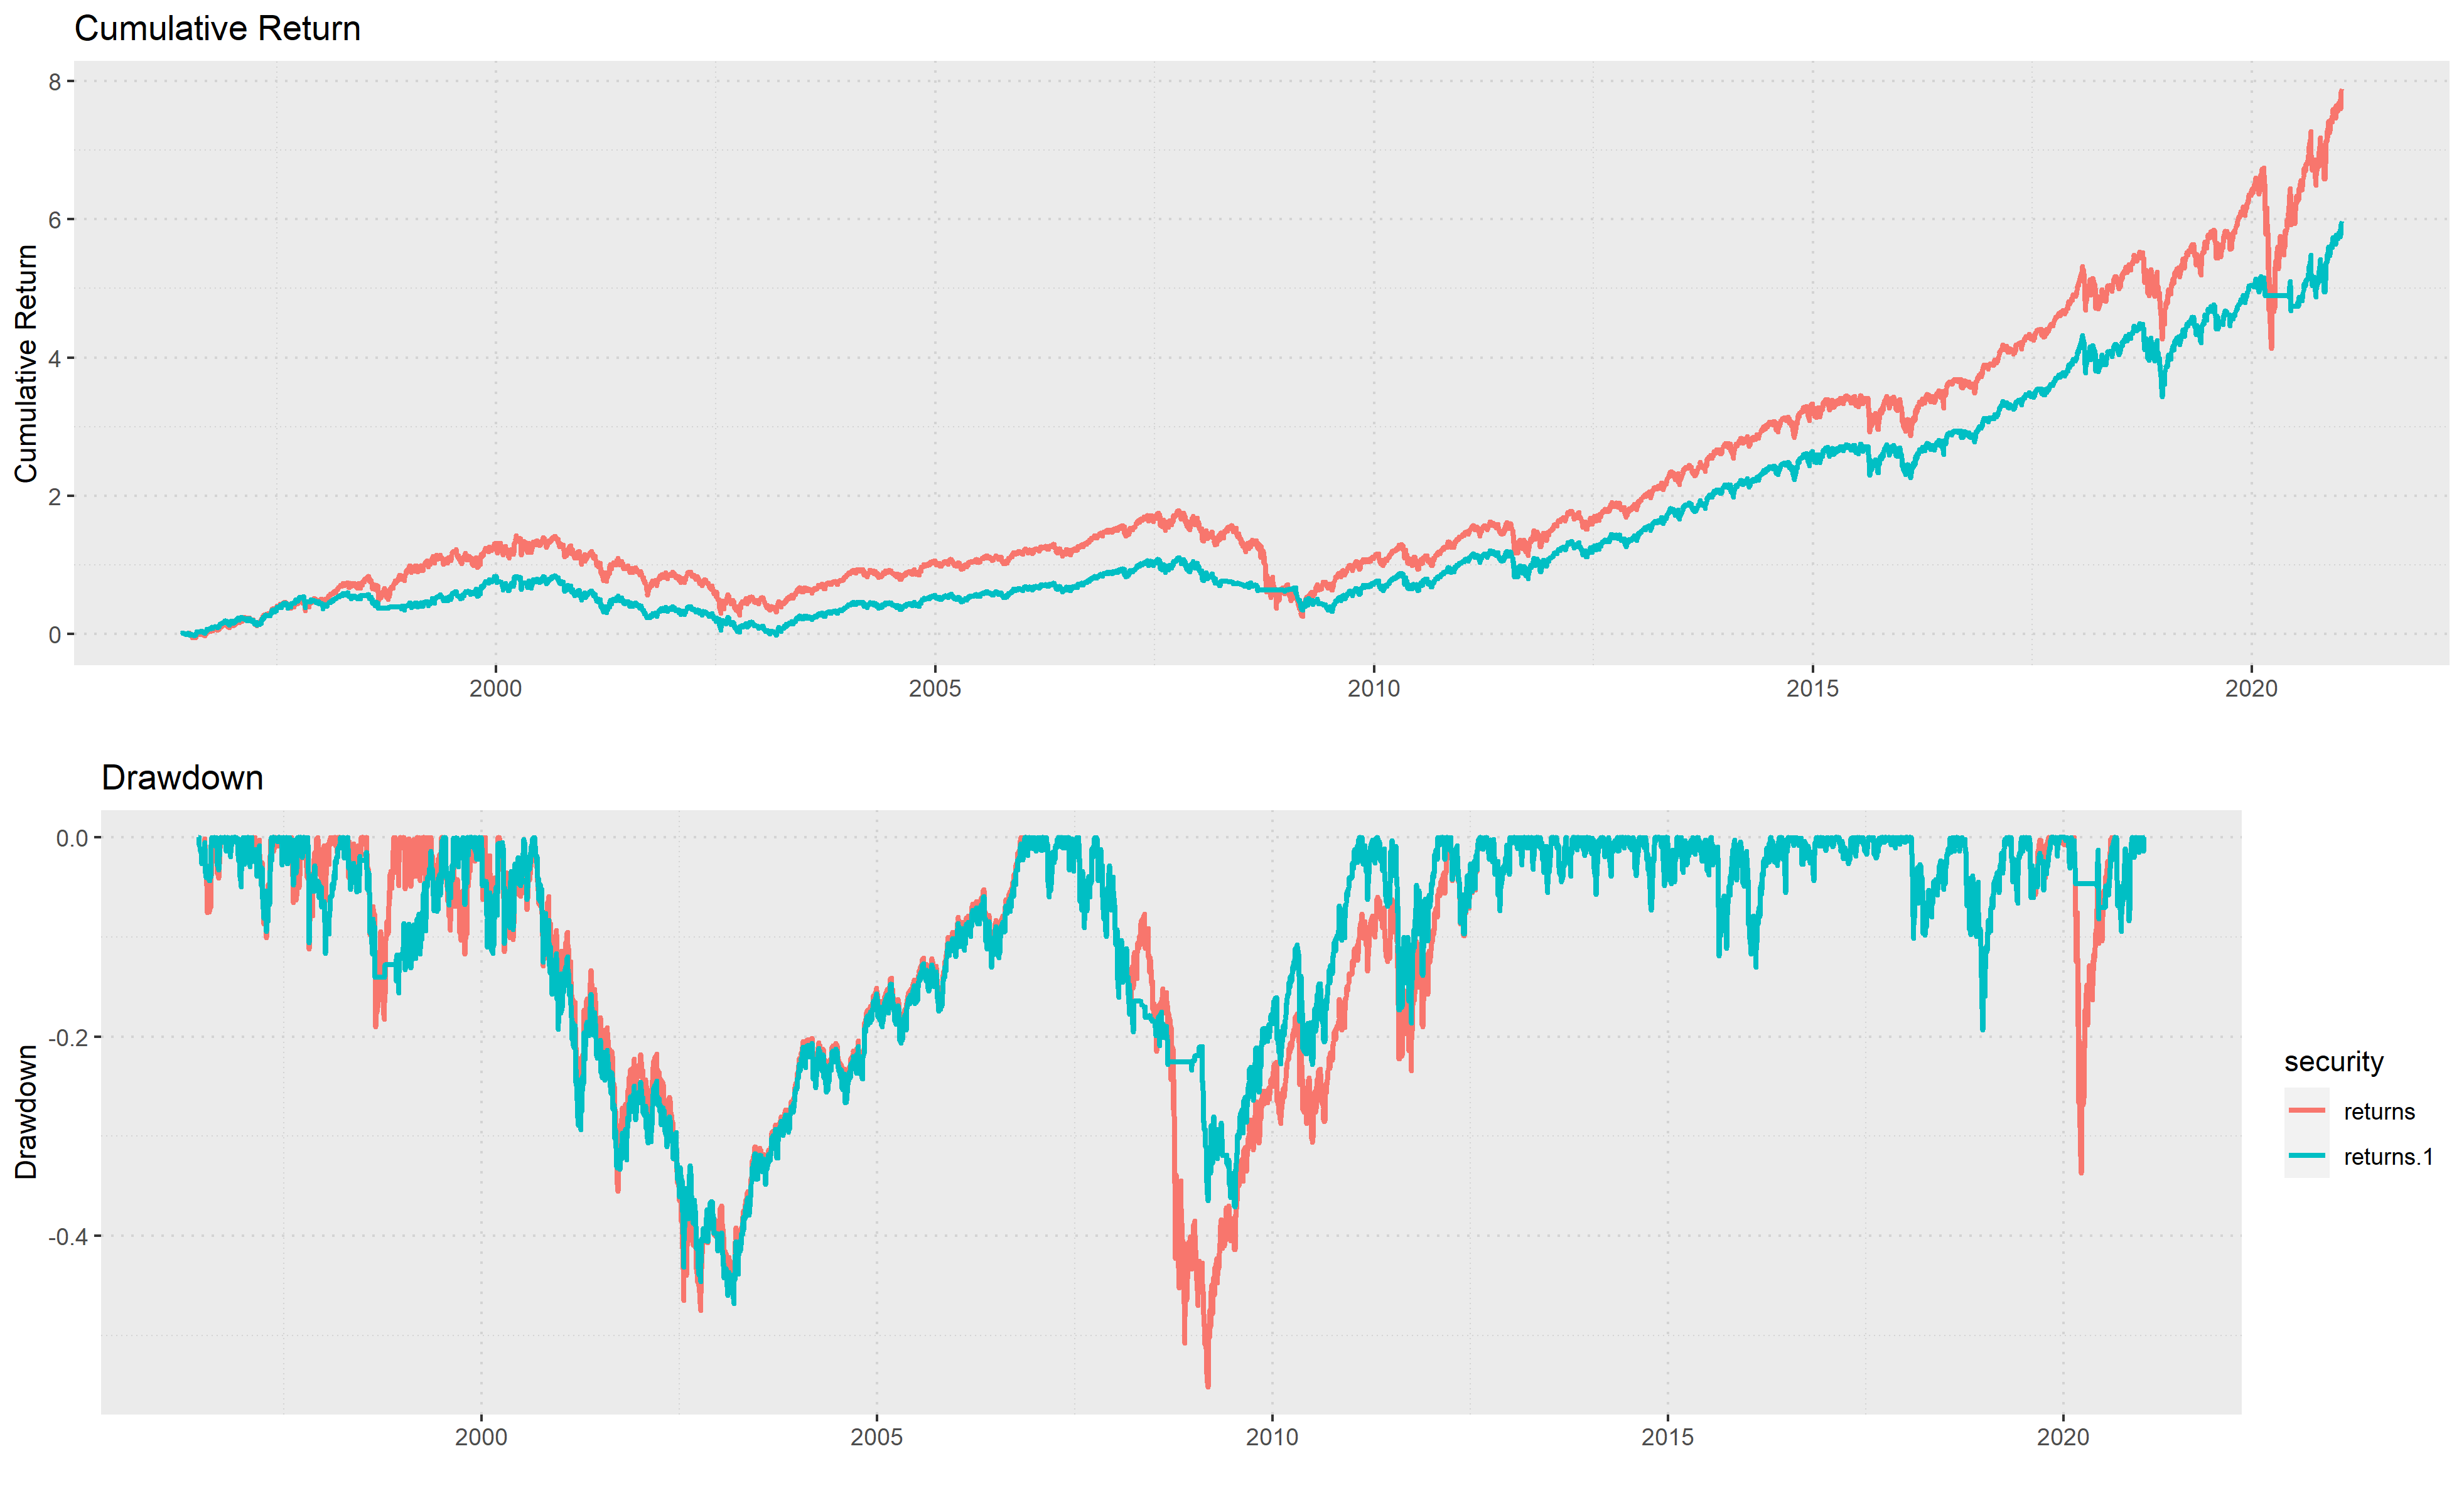 Cumulative Return
Cumulative Return
8
6
4
2
0
2000 2005 2010 2015 2020
Drawdown
Drawdown
0.0
-0.2
-0.4
2000 2005 2010 2015 2020
security
returns
returns.1